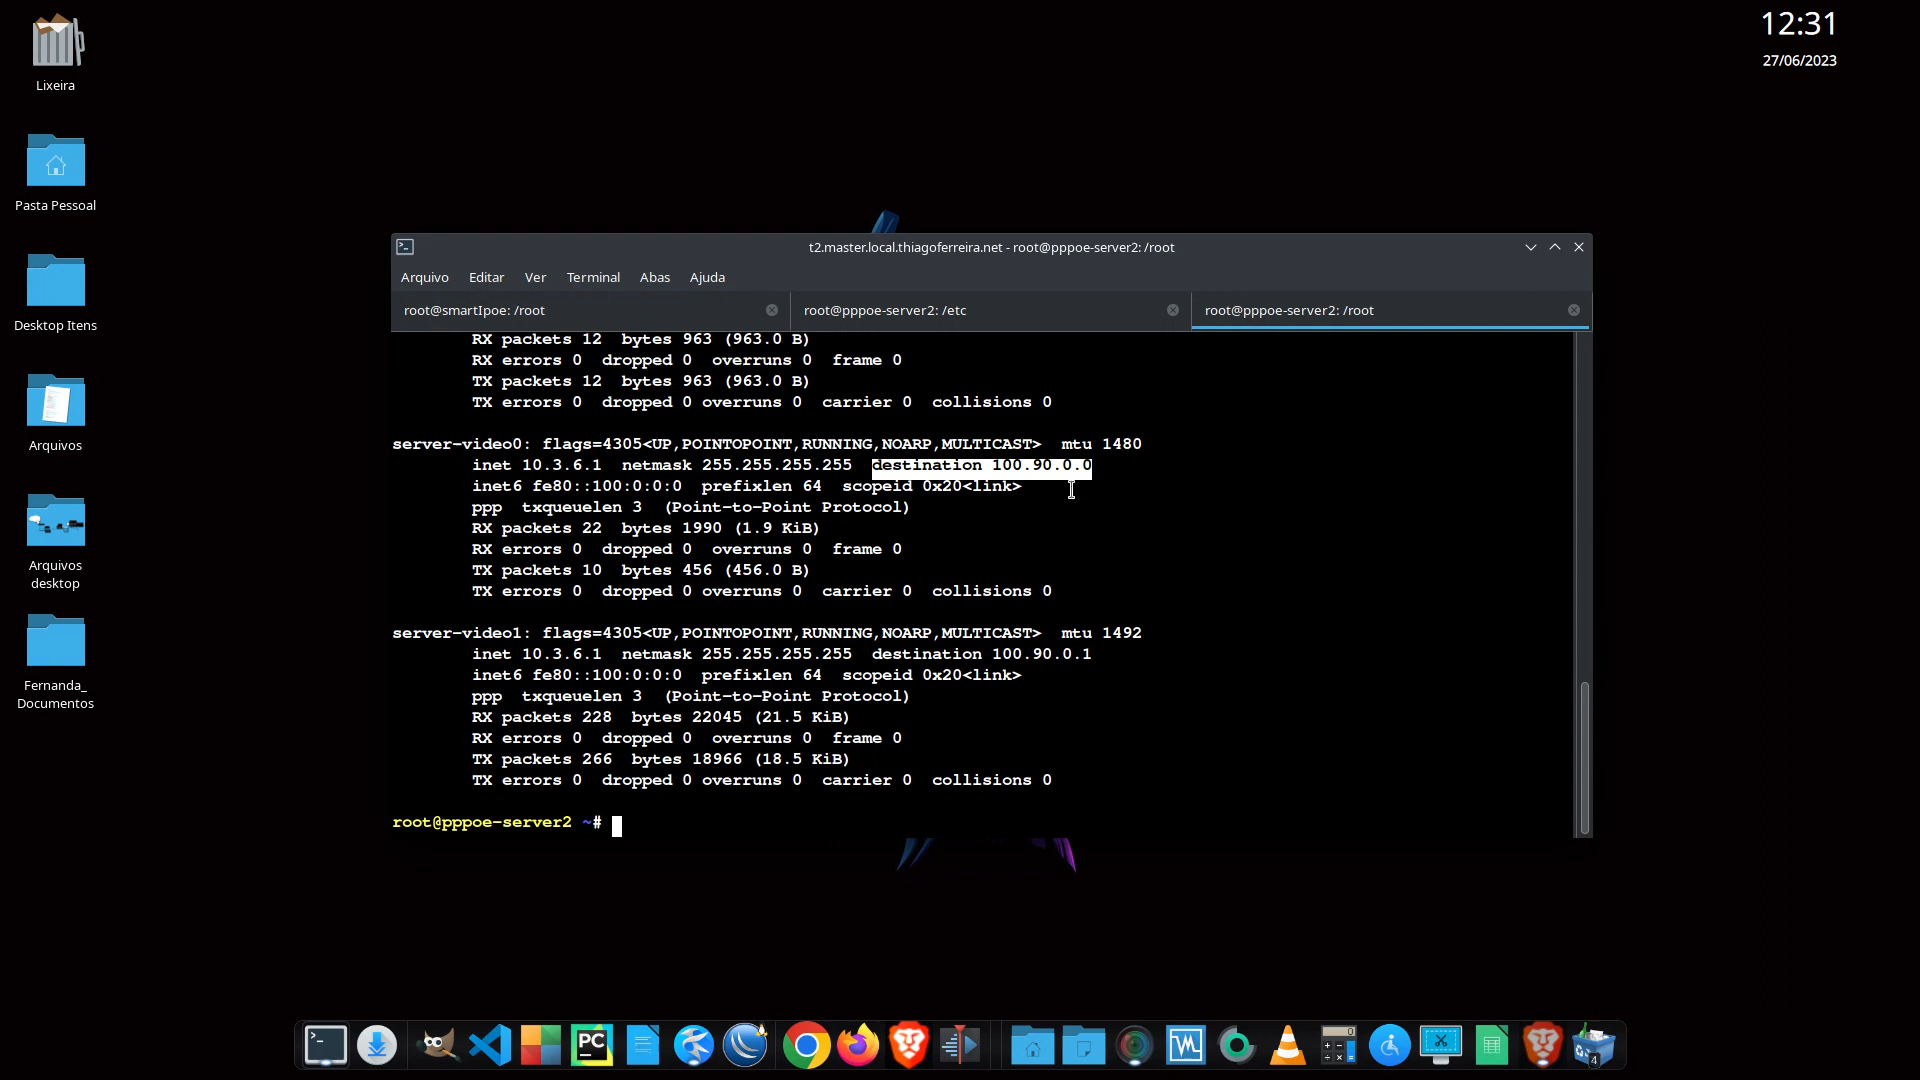 12:31
27/06/2023
Lixeira
Pasta Pessoal
Desktop Itens
Arquivos
Arquivos
desktop
Fernanda_
Documentos
t2.master.local.thiagoferreira.net - root@pppoe-server2: /root
Arquivo Editar Ver Terminal Abas Ajuda
root@smartIpoe: /root root@pppoe-server2: /etc root@pppoe-server2: /root
RX packets 12  bytes 963 (963.0 B)
RX errors 0  dropped 0  overruns 0  frame 0
TX packets 12  bytes 963 (963.0 B)
TX errors 0  dropped 0 overruns 0  carrier 0  collisions 0
server-video0: flags=4305<UP,POINTOPOINT,RUNNING,NOARP,MULTICAST>  mtu 1480
inet 10.3.6.1  netmask 255.255.255.255  destination 100.90.0.0
inet6 fe80::100:0:0:0  prefixlen 64  scopeid 0x20<link>
ppp  txqueuelen 3  (Point-to-Point Protocol)
RX packets 22  bytes 1990 (1.9 KiB)
RX errors 0  dropped 0  overruns 0  frame 0
TX packets 10  bytes 456 (456.0 B)
TX errors 0  dropped 0 overruns 0  carrier 0  collisions 0
server-video1: flags=4305<UP,POINTOPOINT,RUNNING,NOARP,MULTICAST>  mtu 1492
inet 10.3.6.1  netmask 255.255.255.255  destination 100.90.0.1
inet6 fe80::100:0:0:0  prefixlen 64  scopeid 0x20<link>
ppp  txqueuelen 3  (Point-to-Point Protocol)
RX packets 228  bytes 22045 (21.5 KiB)
RX errors 0  dropped 0  overruns 0  frame 0
TX packets 266  bytes 18966 (18.5 KiB)
TX errors 0  dropped 0 overruns 0  carrier 0  collisions 0
root@pppoe-server2 ~#
PC
4